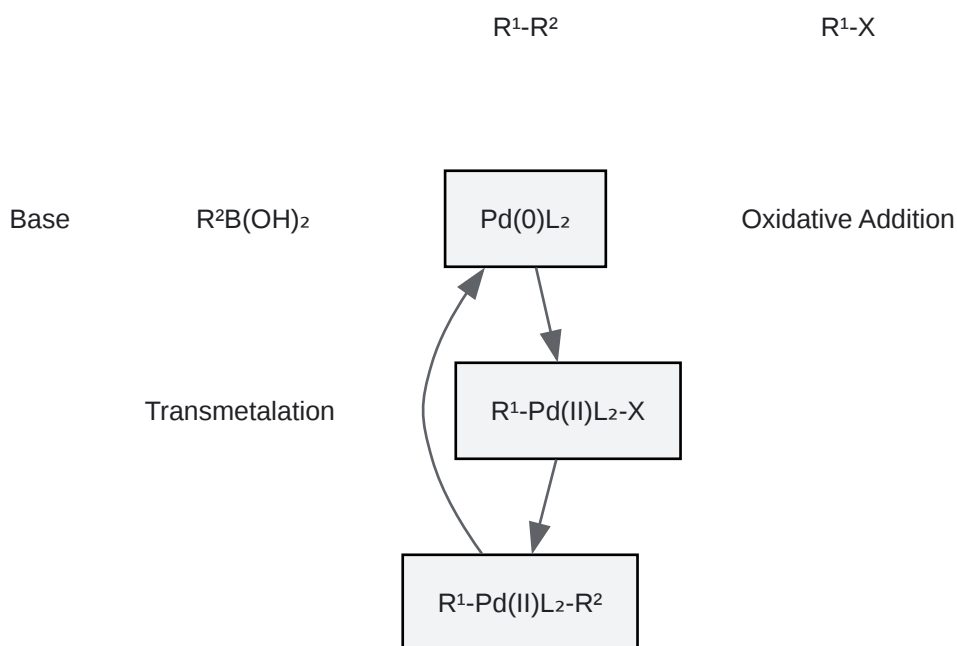 R¹-R²
R¹-X
Base
R²B(OH)₂
Pd(0)L₂
Oxidative Addition
Transmetalation
R¹-Pd(II)L₂-X
R¹-Pd(II)L₂-R²